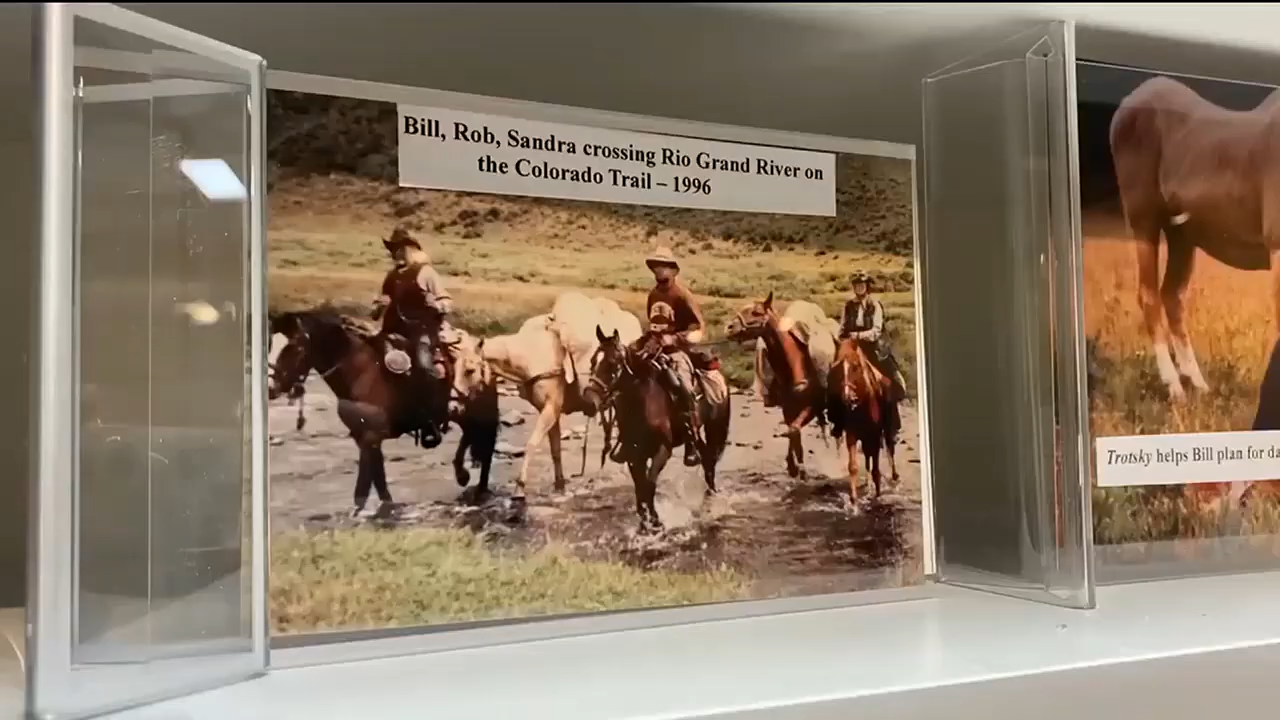 Bill, Rob, Sandra crossing Rio Grand River on
the Colorado Trail – 1996
Trotsky helps Bill plan for da